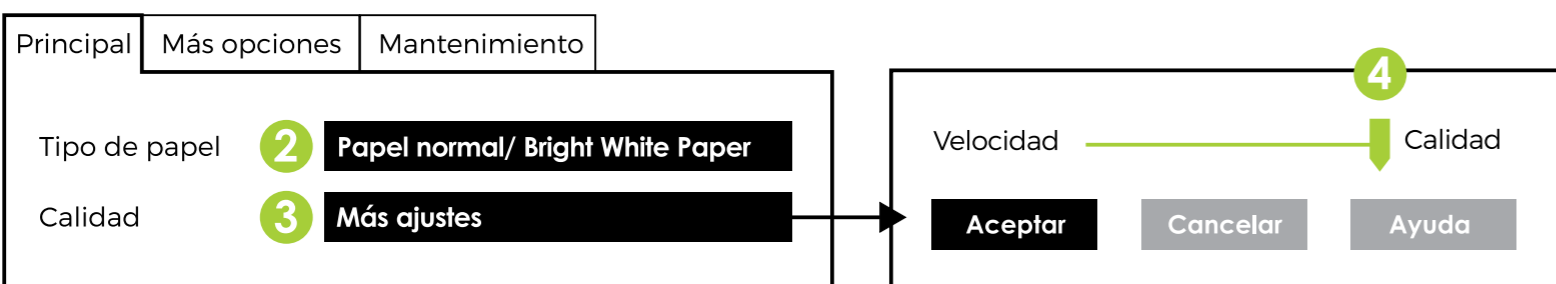 Principal Más opciones Mantenimiento
Tipo de papel 2 Papel normal/ Bright White Paper
Calidad 3 Más ajustes
4
Velocidad Calidad
Aceptar Cancelar Ayuda